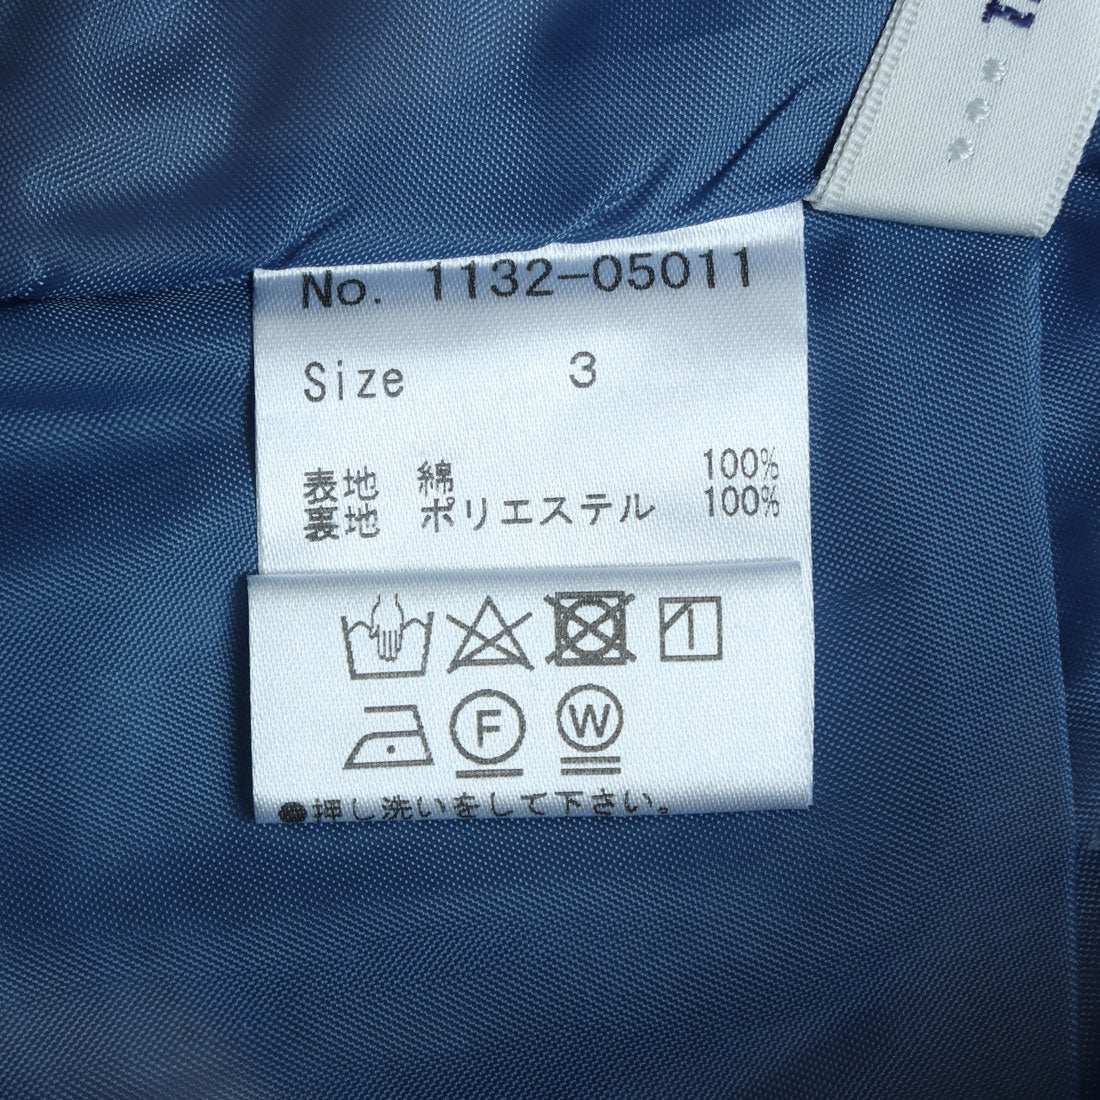 No. 1132-05011
Size 3
表地 綿 100%
裏地 ポリエステル 100%
F W
●押し洗いをして下さい。